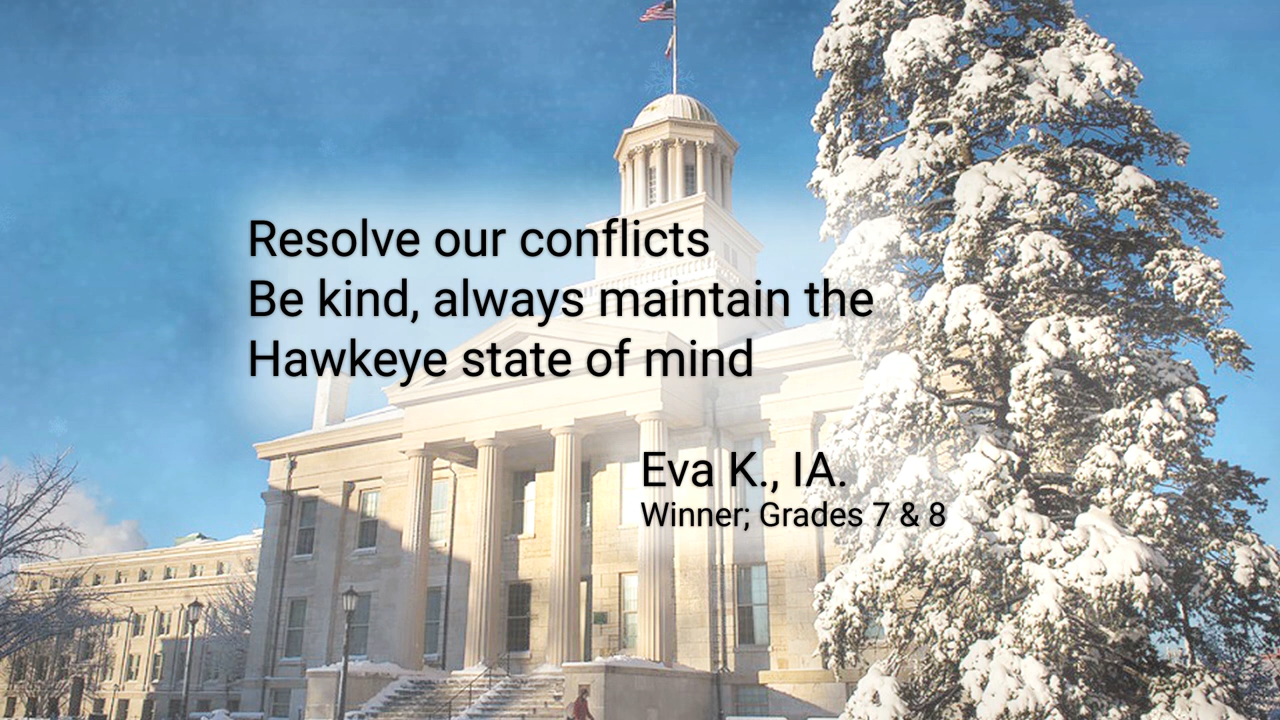 Resolve our conflicts
Be kind, always maintain the
Hawkeye state of mind
Eva K., IA.
Winner; Grades 7 & 8